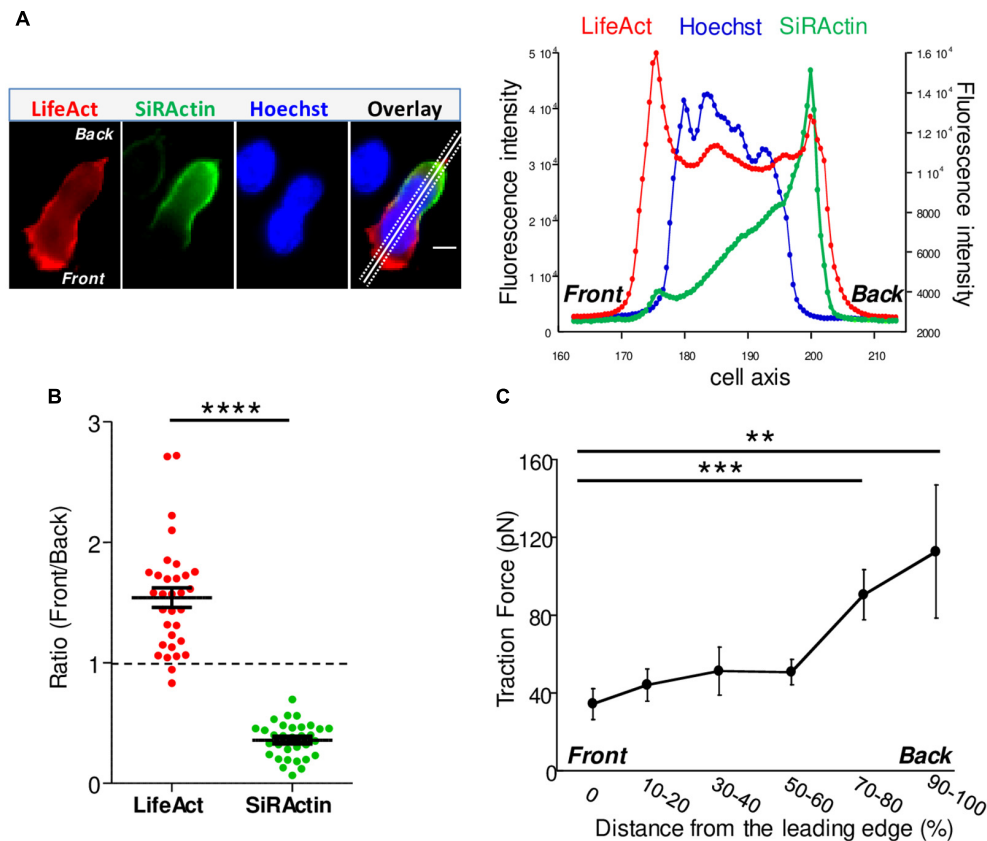 A
LifeAct SiRActin Hoechst Overlay
Back
Front
LifeAct Hoechst SiRActin
5 10⁴
4 10⁴
3 10⁴
2 10⁴
1 10⁴
0
Fluorescence intensity
1.6 10⁴
1.4 10⁴
1.2 10⁴
1 10⁴
8000
6000
4000
2000
Fluorescence intensity
Front Back
160 170 180 190 200 210
cell axis
B
****
3
2
1
0
Ratio (Front/Back)
LifeAct SiRActin
C
**
***
160
120
80
40
0
Traction Force (pN)
Front Back
0 10-20 30-40 50-60 70-80 90-100
Distance from the leading edge (%)